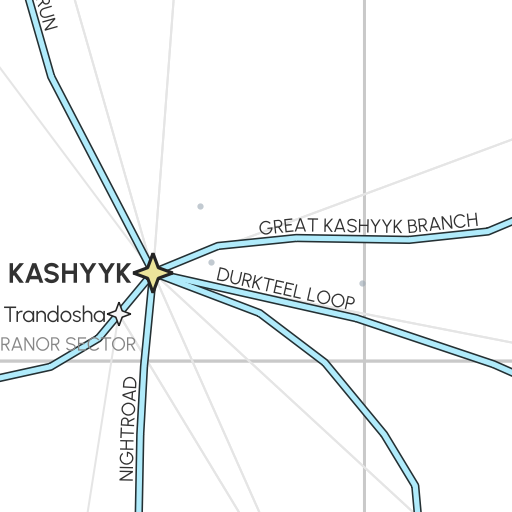 RUN
GREAT KASHYYK BRANCH
KASHYYK
DURKTEEL LOOP
Trandosha
RANOR SECTOR
NIGHTROAD